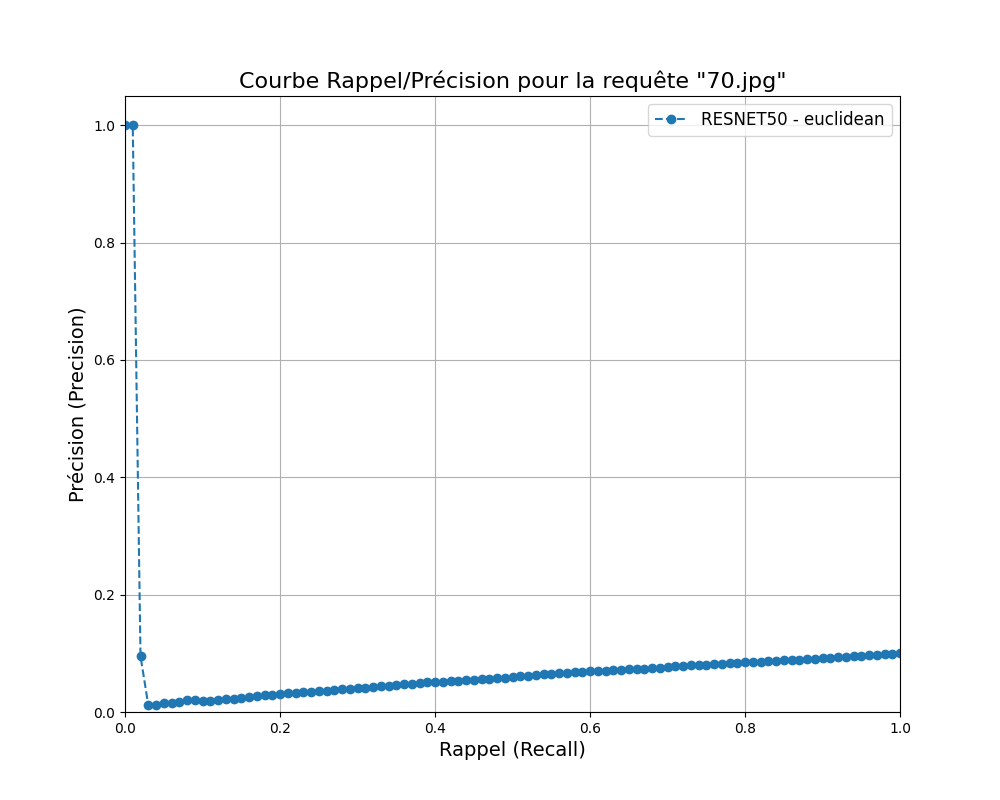 Courbe Rappel/Précision pour la requête "70.jpg"
RESNET50 - euclidean
1.0
0.8
0.6
0.4
0.2
0.0
Précision (Precision)
0.0 0.2 0.4 0.6 0.8 1.0
Rappel (Recall)